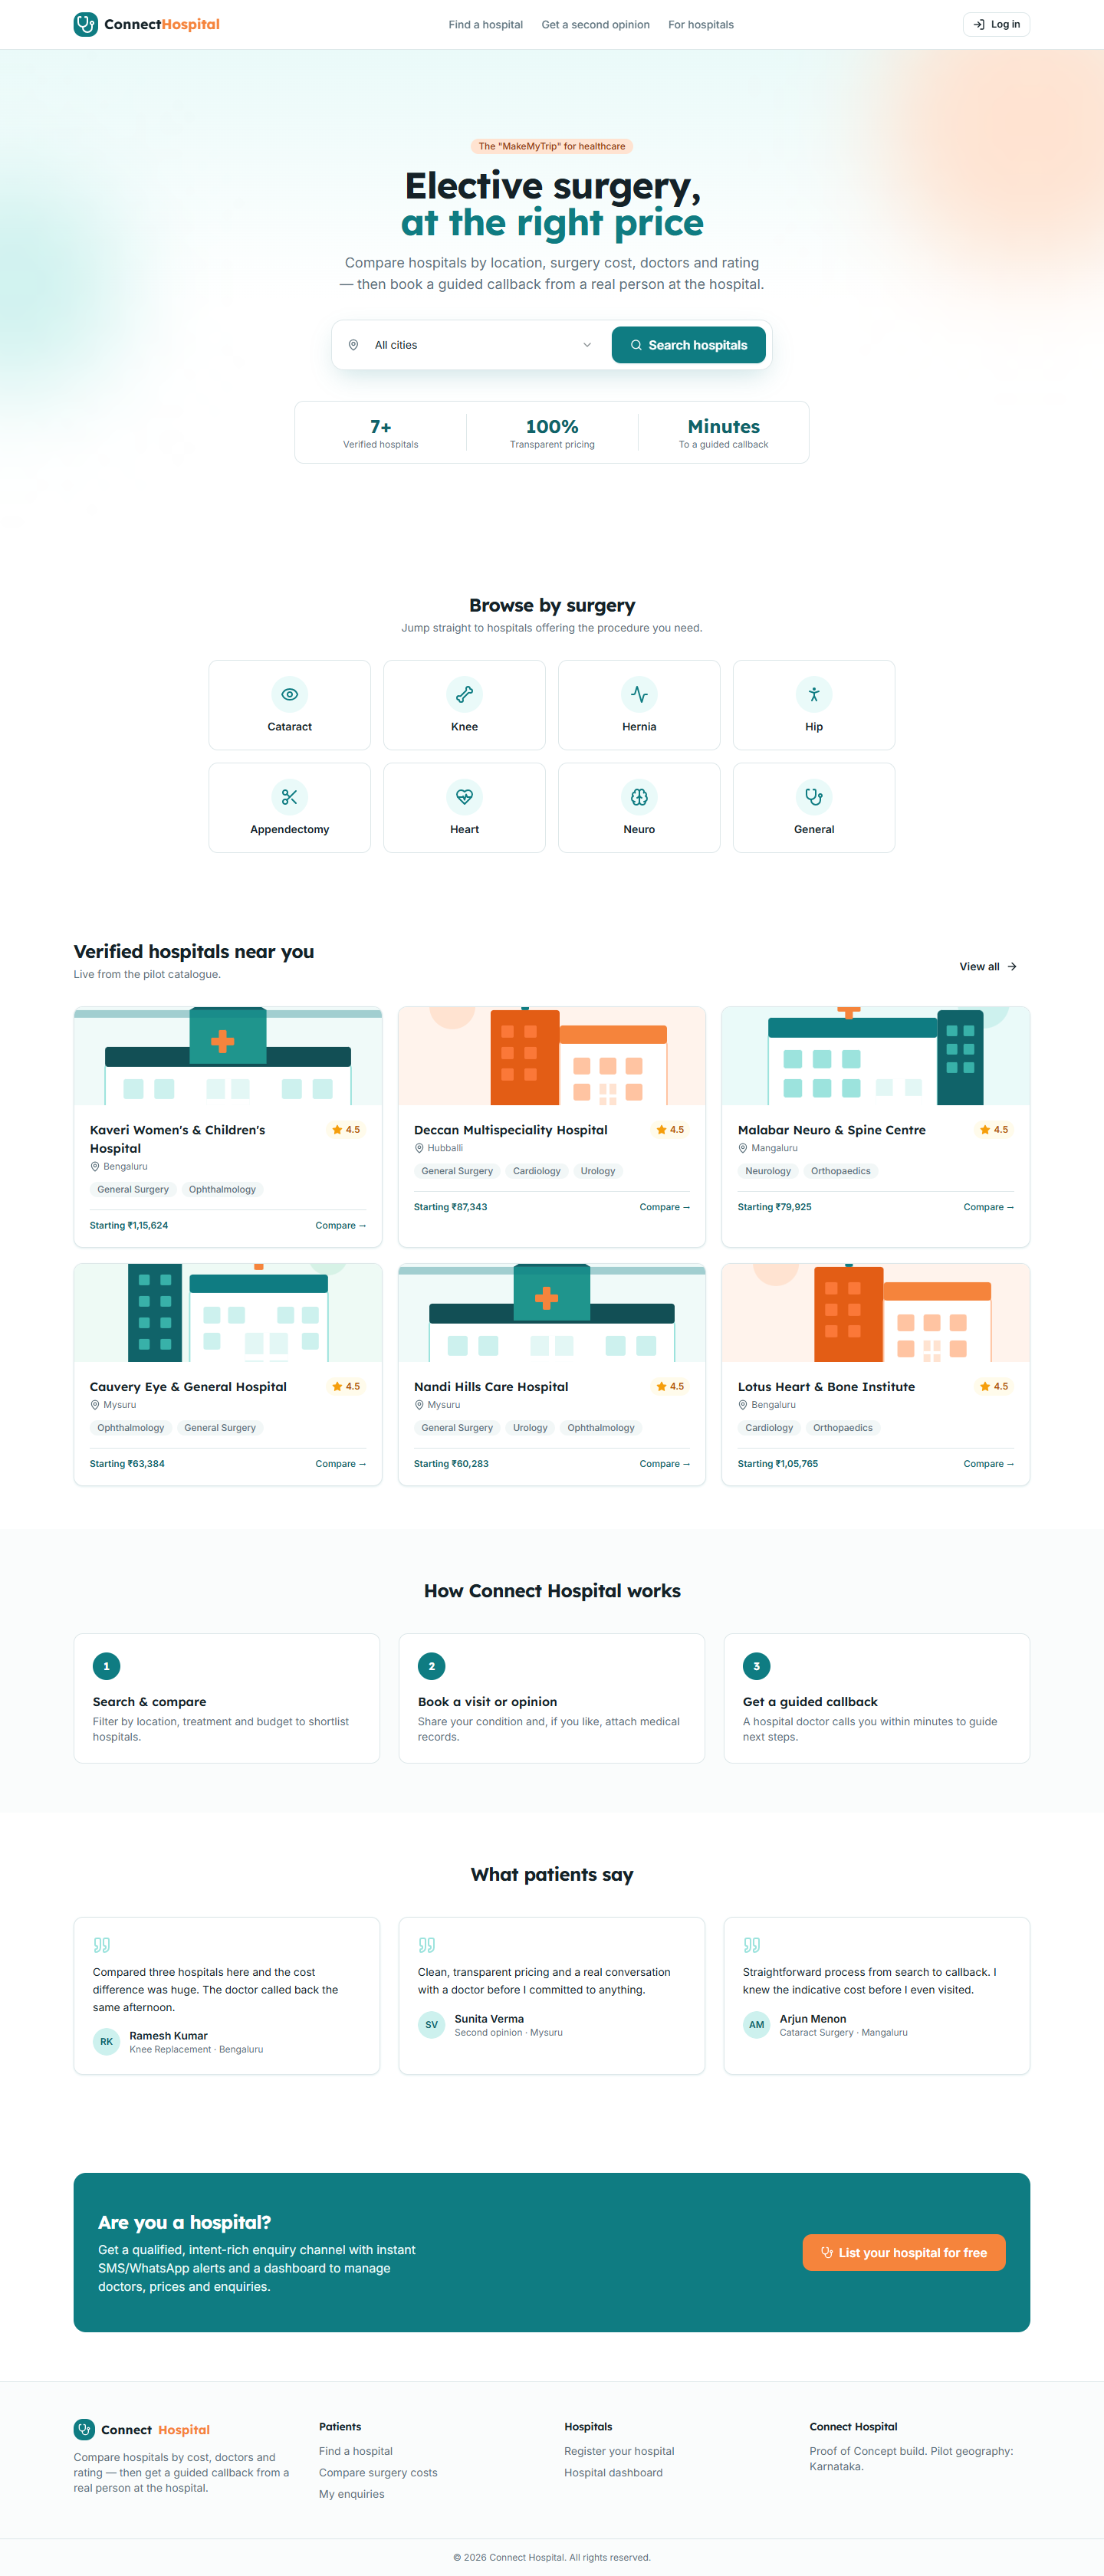 ConnectHospital
Find a hospital
Get a second opinion
For hospitals
Log in
The "MakeMyTrip" for healthcare
Elective surgery,
at the right price
Compare hospitals by location, surgery cost, doctors and rating
— then book a guided callback from a real person at the hospital.
All cities
Search hospitals
7+
Verified hospitals
100%
Transparent pricing
Minutes
To a guided callback
Browse by surgery
Jump straight to hospitals offering the procedure you need.
Cataract
Knee
Hernia
Hip
Appendectomy
Heart
Neuro
General
Verified hospitals near you
Live from the pilot catalogue.
View all →
Kaveri Women's & Children's
Hospital
4.5
Bengaluru
General Surgery
Ophthalmology
Starting ₹1,15,624
Compare →
Deccan Multispeciality Hospital
4.5
Hubballi
General Surgery
Cardiology
Urology
Starting ₹87,343
Compare →
Malabar Neuro & Spine Centre
4.5
Mangaluru
Neurology
Orthopaedics
Starting ₹79,925
Compare →
Cauvery Eye & General Hospital
4.5
Mysuru
Ophthalmology
General Surgery
Starting ₹63,384
Compare →
Nandi Hills Care Hospital
4.5
Mysuru
General Surgery
Urology
Ophthalmology
Starting ₹60,283
Compare →
Lotus Heart & Bone Institute
4.5
Bengaluru
Cardiology
Orthopaedics
Starting ₹1,05,765
Compare →
How Connect Hospital works
1
Search & compare
Filter by location, treatment and budget to shortlist
hospitals.
2
Book a visit or opinion
Share your condition and, if you like, attach medical
records.
3
Get a guided callback
A hospital doctor calls you within minutes to guide
next steps.
What patients say
Compared three hospitals here and the cost
difference was huge. The doctor called back the
same afternoon.
RK
Ramesh Kumar
Knee Replacement · Bengaluru
Clean, transparent pricing and a real conversation
with a doctor before I committed to anything.
SV
Sunita Verma
Second opinion · Mysuru
Straightforward process from search to callback. I
knew the indicative cost before I even visited.
AM
Arjun Menon
Cataract Surgery · Mangaluru
Are you a hospital?
Get a qualified, intent-rich enquiry channel with instant
SMS/WhatsApp alerts and a dashboard to manage
doctors, prices and enquiries.
List your hospital for free
Connect Hospital
Compare hospitals by cost, doctors and
rating — then get a guided callback from a
real person at the hospital.
Patients
Find a hospital
Compare surgery costs
My enquiries
Hospitals
Register your hospital
Hospital dashboard
Connect Hospital
Proof of Concept build. Pilot geography:
Karnataka.
© 2026 Connect Hospital. All rights reserved.